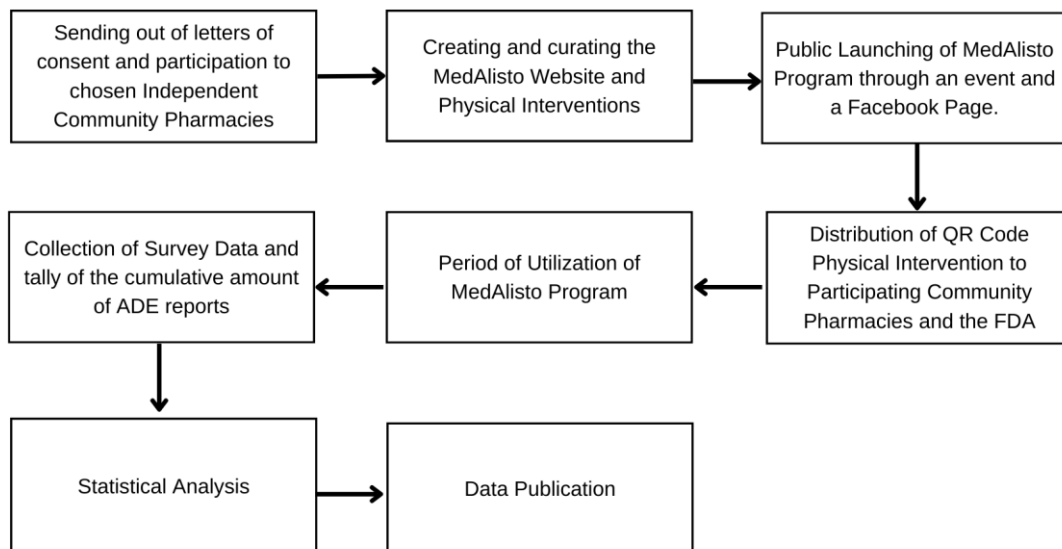 Sending out of letters of
consent and participation to
chosen Independent
Community Pharmacies
Creating and curating the
MedAlisto Website and
Physical Interventions
Public Launching of MedAlisto
Program through an event and
a Facebook Page.
Distribution of QR Code
Physical Intervention to
Participating Community
Pharmacies and the FDA
Period of Utilization of
MedAlisto Program
Collection of Survey Data and
tally of the cumulative amount
of ADE reports
Statistical Analysis
Data Publication